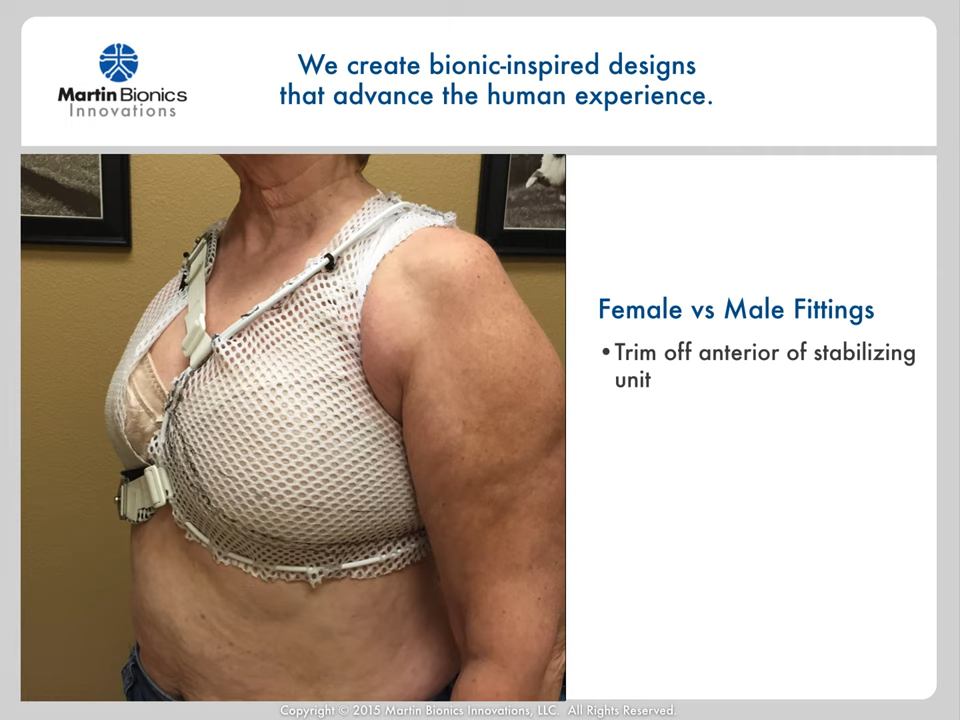 Martin Bionics
Innovations
We create bionic-inspired designs
that advance the human experience.
Female vs Male Fittings
•Trim off anterior of stabilizing
unit
Copyright © 2015 Martin Bionics Innovations, LLC. All Rights Reserved.